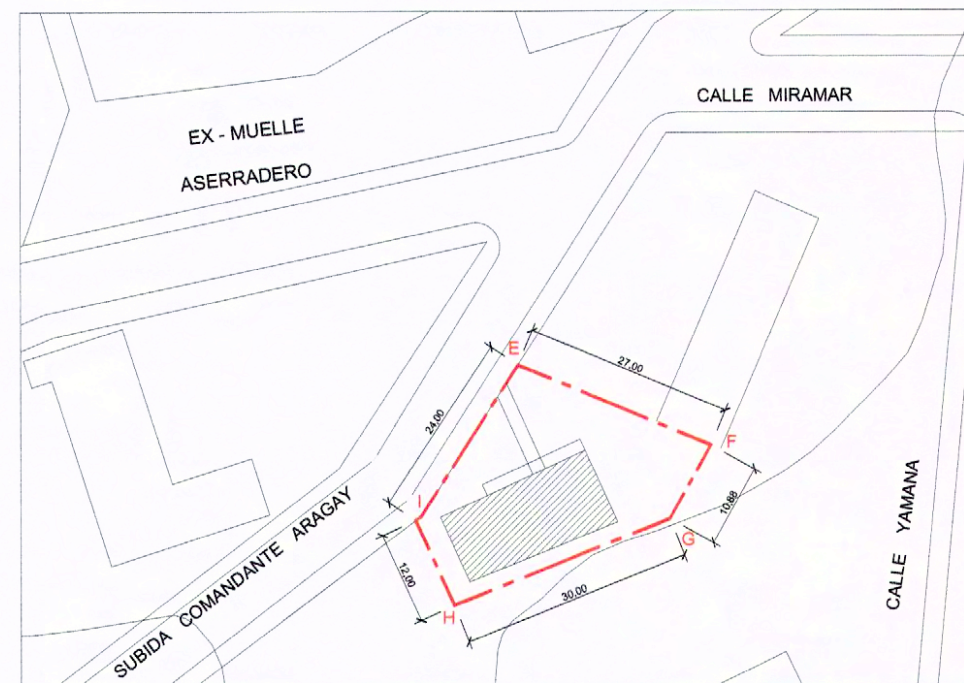 CALLE MIRAMAR
EX - MUELLE
ASERRADERO
E
27,00
F
24,00
I
10,88
G
12,00
H
30,00
SUBIDA COMANDANTE ARAGAY
CALLE YAMANA